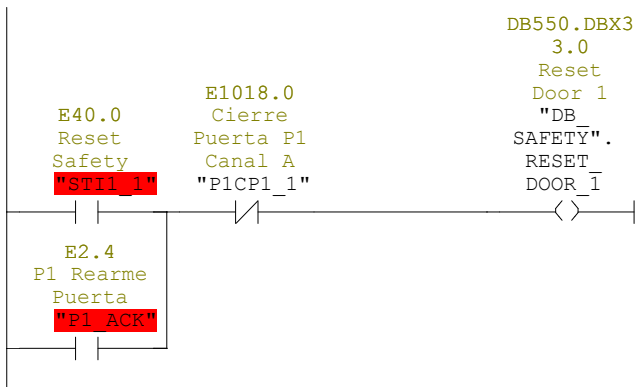 DB550.DBX3
3.0
Reset
Door 1
"DB_
SAFETY".
RESET_
DOOR_1
E1018.0
Cierre
Puerta P1
Canal A
"P1CP1_1"
E40.0
Reset
Safety
"STI1_1"
E2.4
P1 Rearme
Puerta
"P1_ACK"